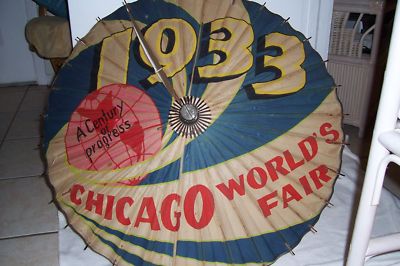 1933
A Century
of
progress
CHICAGO WORLD'S
FAIR